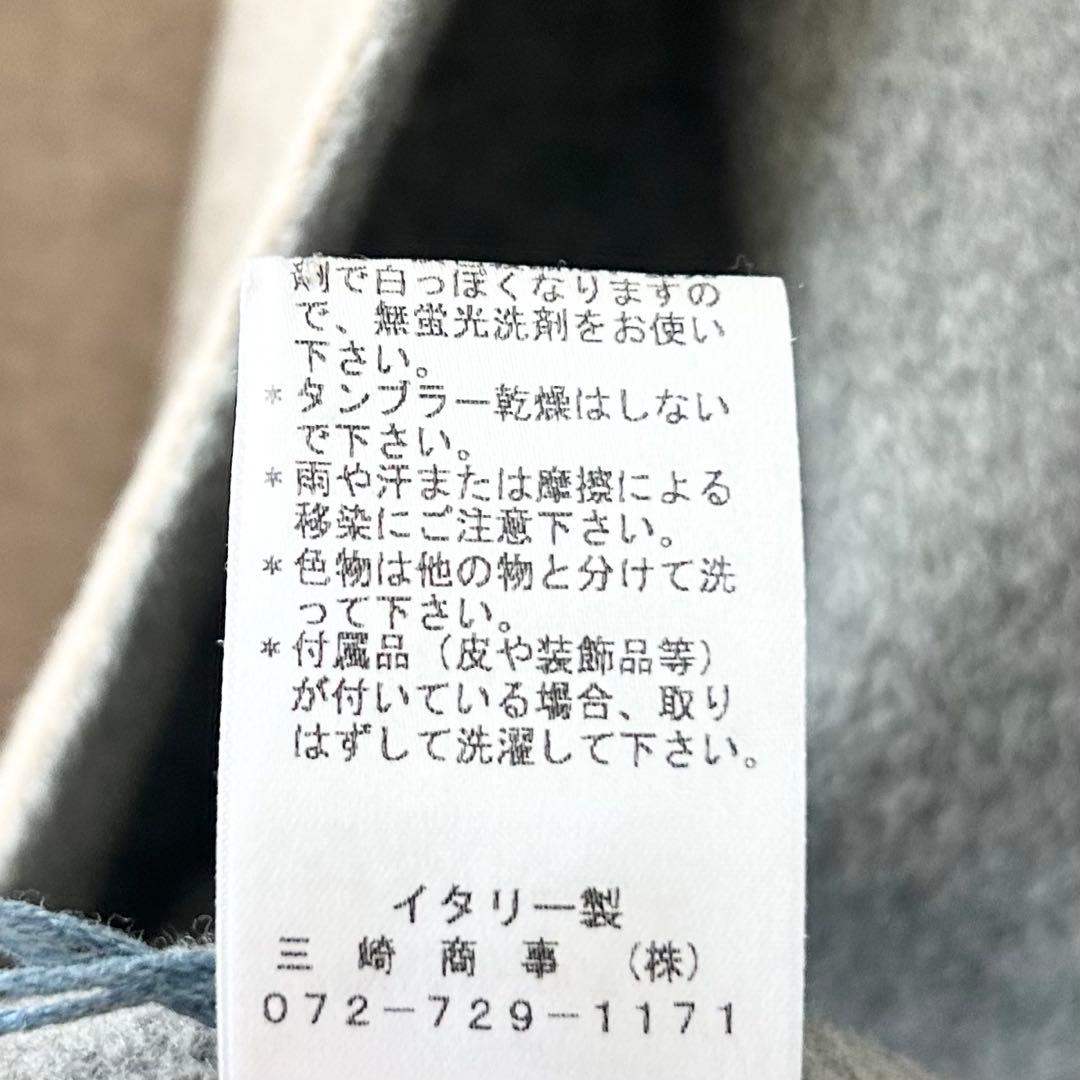 剤で白っぽくなりますの
で、無蛍光洗剤をお使い
下さい。
*タンブラー乾燥はしない
で下さい。
*雨や汗または摩擦による
移染にご注意下さい。
*色物は他の物と分けて洗
って下さい。
*付属品（皮や装飾品等）
が付いている場合、取り
はずして洗濯して下さい。
イタリー製
三崎商事（株）
072-729-1171